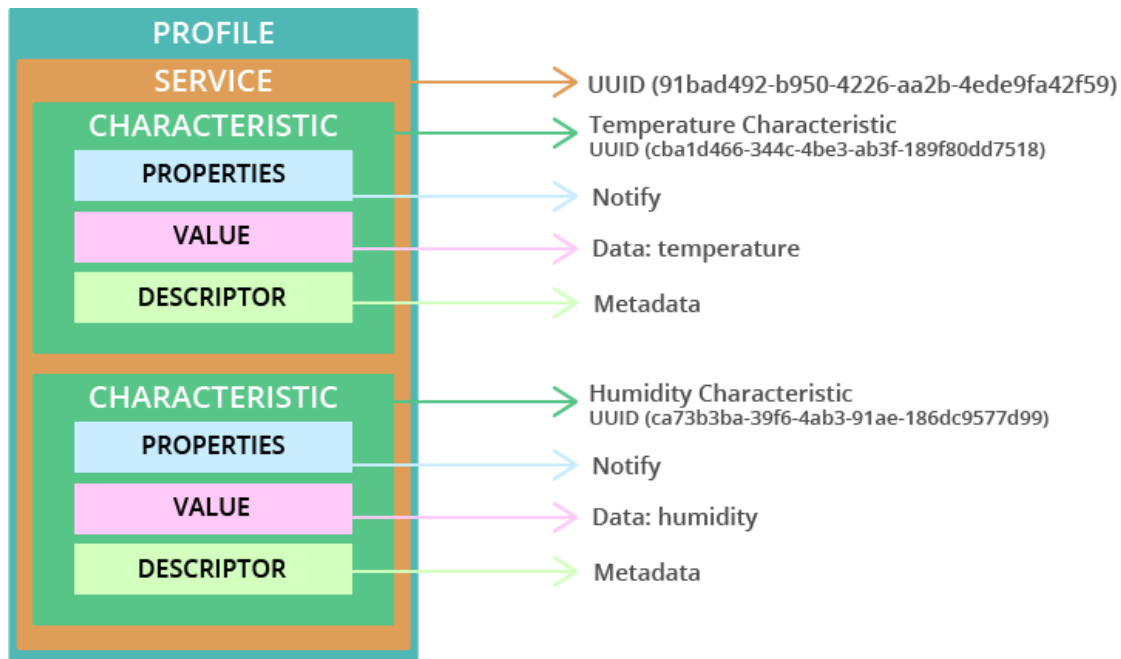 PROFILE
SERVICE
UUID (91bad492-b950-4226-aa2b-4ede9fa42f59)
CHARACTERISTIC
Temperature Characteristic
UUID (cba1d466-344c-4be3-ab3f-189f80dd7518)
PROPERTIES
Notify
VALUE
Data: temperature
DESCRIPTOR
Metadata
CHARACTERISTIC
Humidity Characteristic
UUID (ca73b3ba-39f6-4ab3-91ae-186dc9577d99)
PROPERTIES
Notify
VALUE
Data: humidity
DESCRIPTOR
Metadata